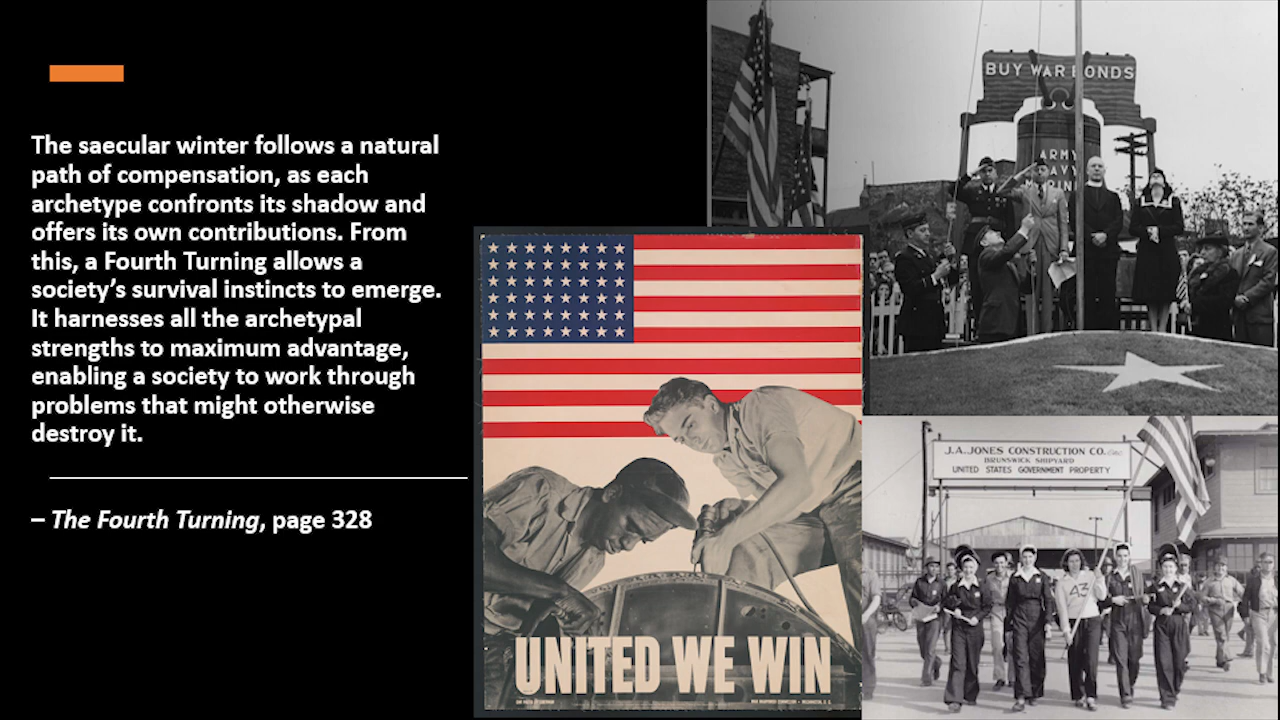 The saecular winter follows a natural
path of compensation, as each
archetype confronts its shadow and
offers its own contributions. From
this, a Fourth Turning allows a
society’s survival instincts to emerge.
It harnesses all the archetypal
strengths to maximum advantage,
enabling a society to work through
problems that might otherwise
destroy it.
– The Fourth Turning, page 328
BUY WAR BONDS
ARMY
NAVY
UNITED WE WIN
J.A. JONES CONSTRUCTION CO.
BRUNSWICK SHIPYARD
UNITED STATES GOVERNMENT PROPERTY